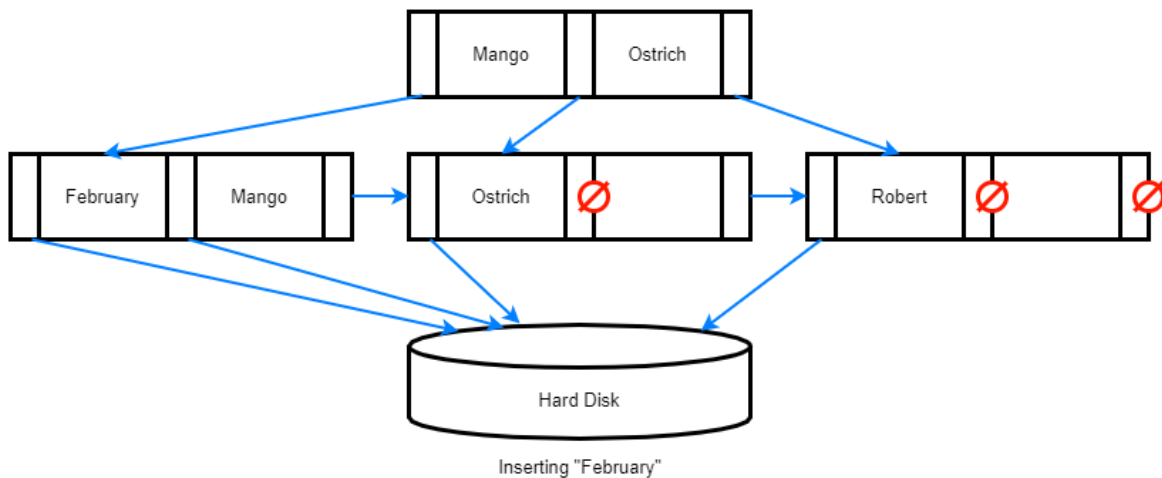 Mango Ostrich
February Mango Ostrich Robert
Hard Disk
Inserting "February"